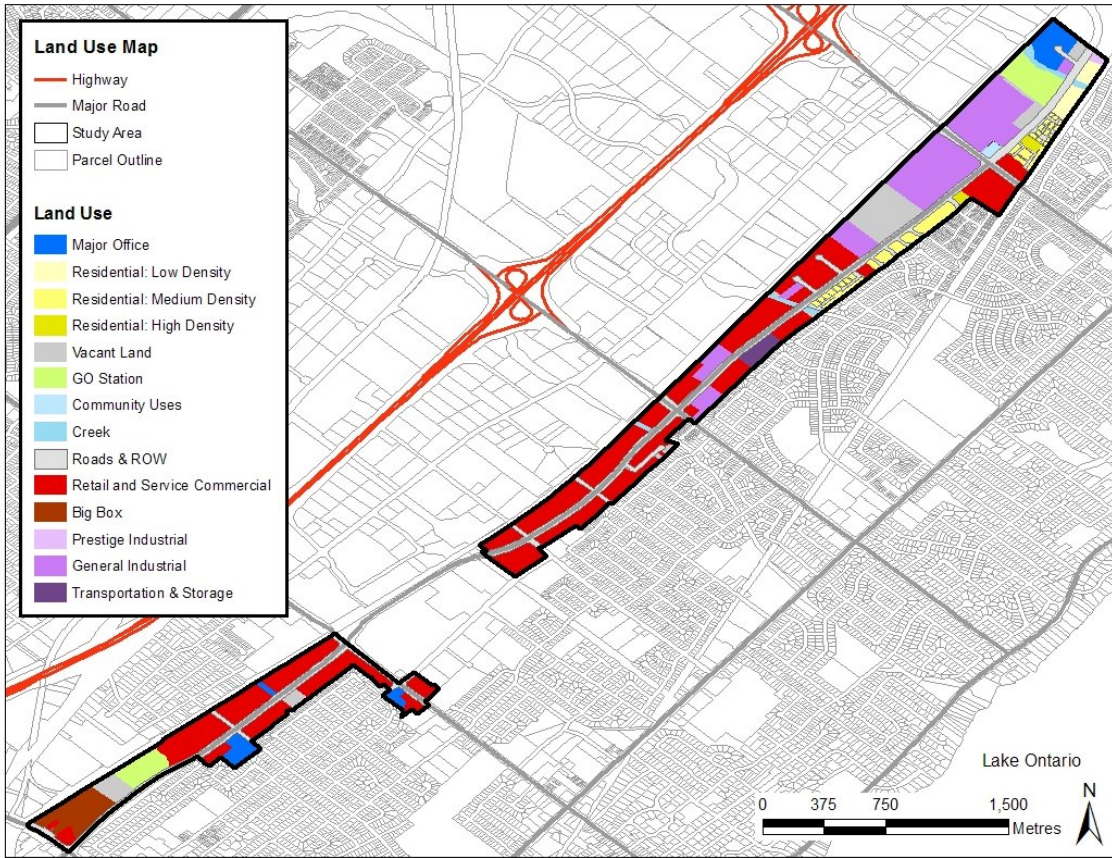 Land Use Map
Highway
Major Road
Study Area
Parcel Outline
Land Use
Major Office
Residential: Low Density
Residential: Medium Density
Residential: High Density
Vacant Land
GO Station
Community Uses
Creek
Roads & ROW
Retail and Service Commercial
Big Box
Prestige Industrial
General Industrial
Transportation & Storage
Lake Ontario
N
0 375 750 1,500
Metres